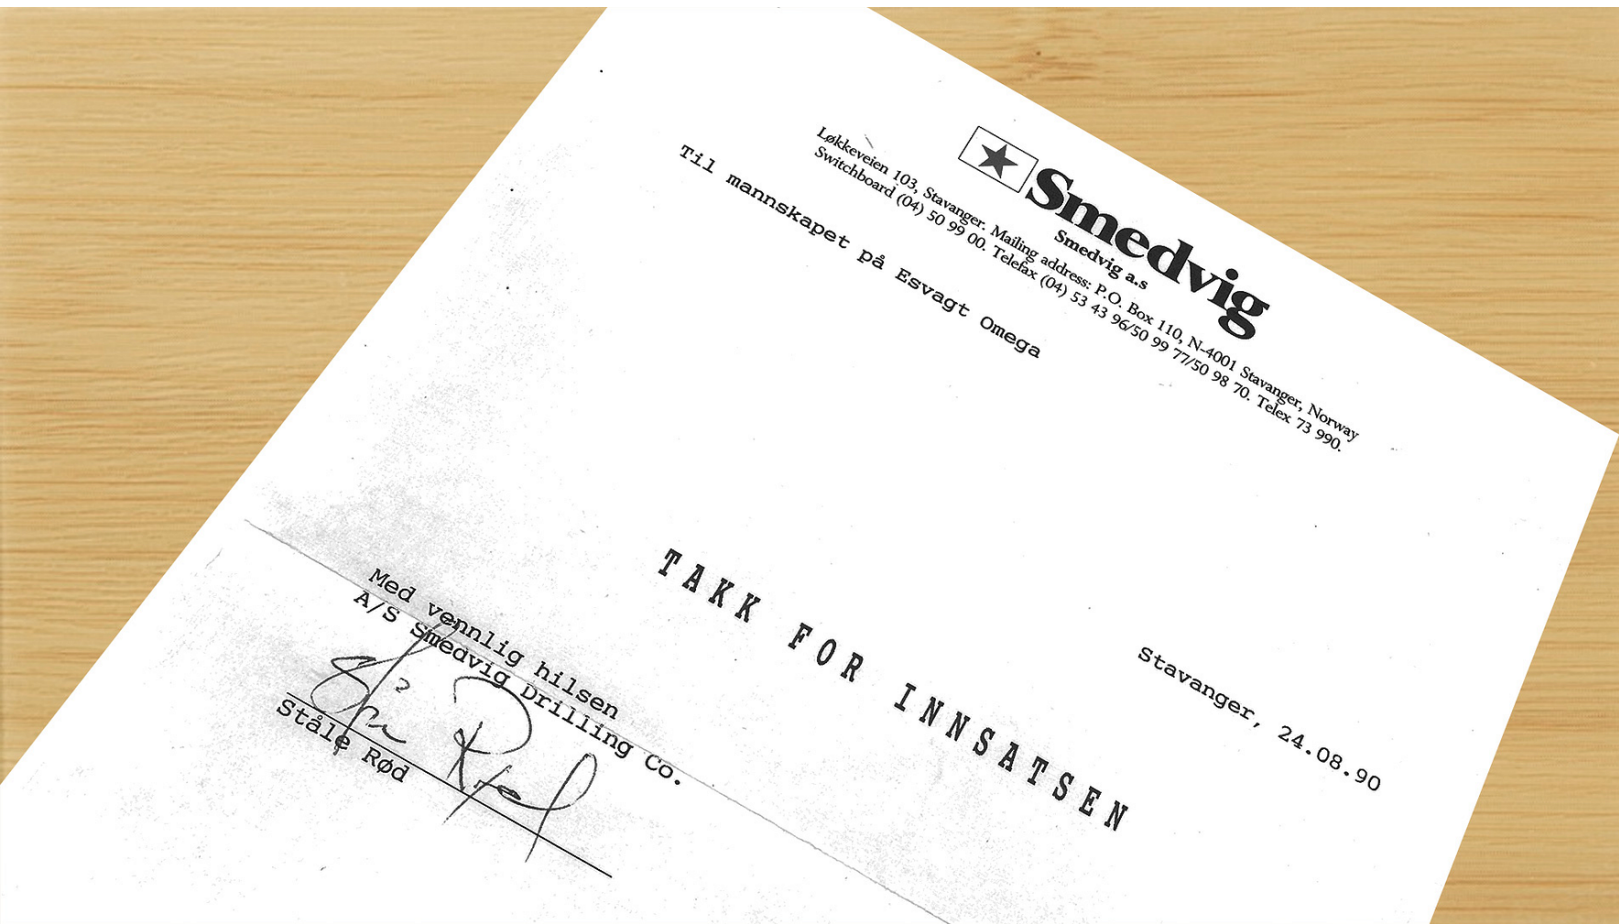 Smedvig
Smedvig a.s
Løkkeveien 103, Stavanger. Mailing address: P.O. Box 110, N-4001 Stavanger, Norway
Switchboard (04) 50 99 00. Telefax (04) 53 43 96/50 99 77/50 98 70. Telex 73 990.
Til mannskapet på Esvagt Omega
Stavanger, 24.08.90
TAKK FOR INNSATSEN
Med vennlig hilsen
A/S Smedvig Drilling Co.
Ståle Rød
Ståle Rød